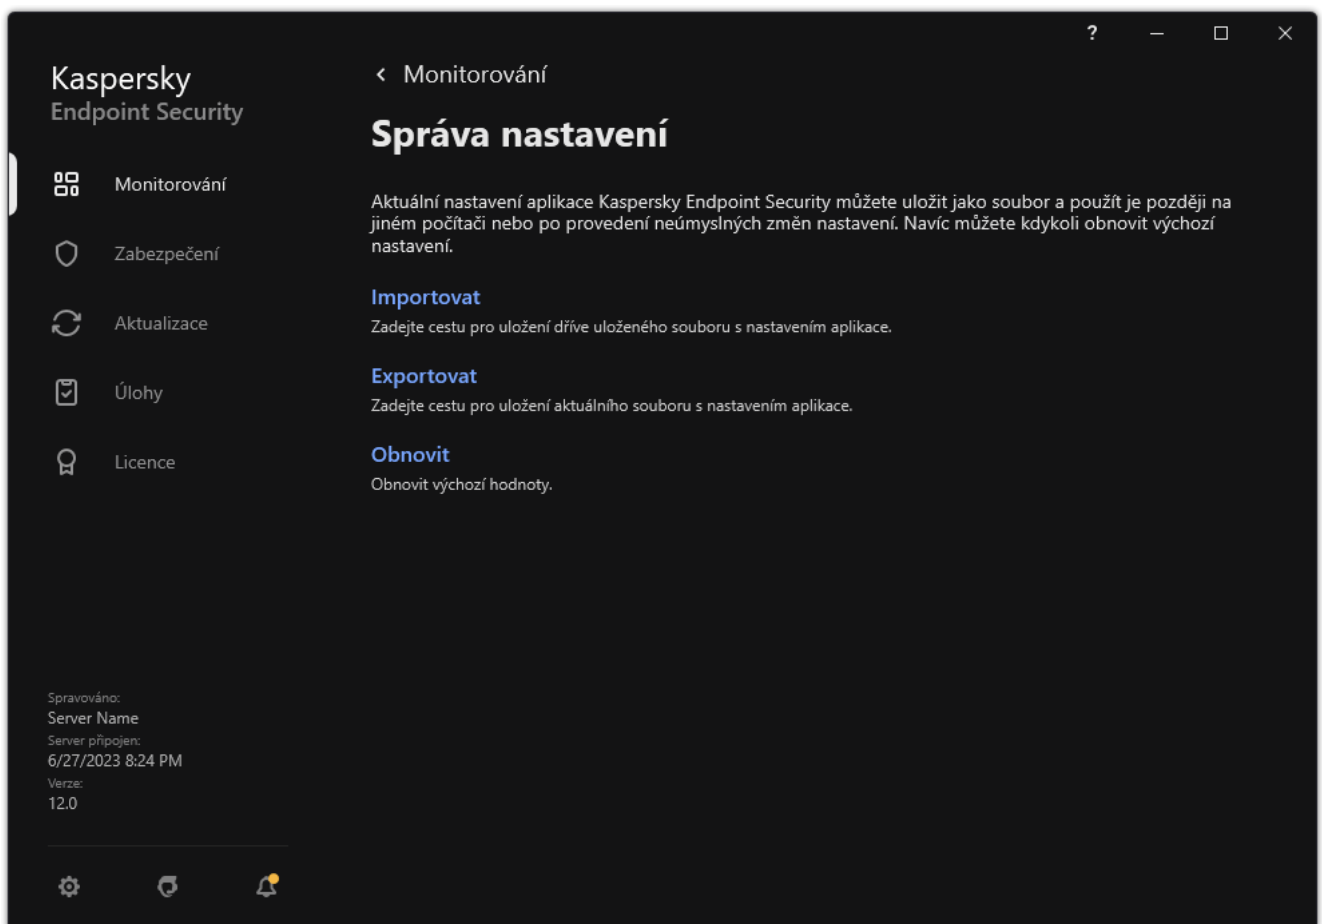 ?
Kaspersky
Endpoint Security
Monitorování
Zabezpečení
Aktualizace
Úlohy
Licence
Spravováno:
Server Name
Server připojen:
6/27/2023 8:24 PM
Verze:
12.0
Monitorování
Správa nastavení
Aktuální nastavení aplikace Kaspersky Endpoint Security můžete uložit jako soubor a použít je později na
jiném počítači nebo po provedení neúmyslných změn nastavení. Navíc můžete kdykoli obnovit výchozí
nastavení.
Importovat
Zadejte cestu pro uložení dříve uloženého souboru s nastavením aplikace.
Exportovat
Zadejte cestu pro uložení aktuálního souboru s nastavením aplikace.
Obnovit
Obnovit výchozí hodnoty.